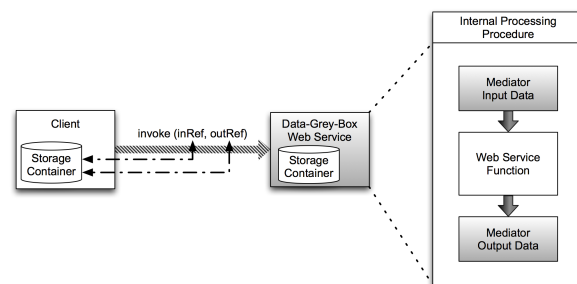 Client
Storage
Container
invoke (inRef, outRef)
Data-Grey-Box
Web Service
Storage
Container
Internal Processing
Procedure
Mediator
Input Data
Web Service
Function
Mediator
Output Data